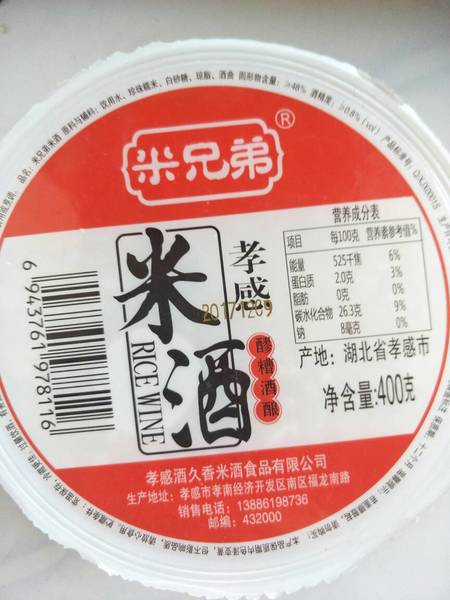 品名：米兄弟米酒 原料与辅料：饮用水、珍珠糯米、白砂糖、琼脂、酒曲 固形物含量：≥48% 酒精度：≥0.8%（vol）产品标准号：
米兄弟®
营养成分表
项目 每100克 营养素参考值%
能量 525千焦 6%
蛋白质 2.0克 3%
脂肪 0克 0%
碳水化合物 26.3克 9%
钠 8毫克 0%
孝感
米酒
RICE WINE
20171209
醪糟酒酿
产地：湖北省孝感市
净含量:400克
6943761978116
孝感酒久香米酒食品有限公司
生产地址：孝感市孝南经济开发区南区福龙南路
销售电话：13886198736
邮编：432000